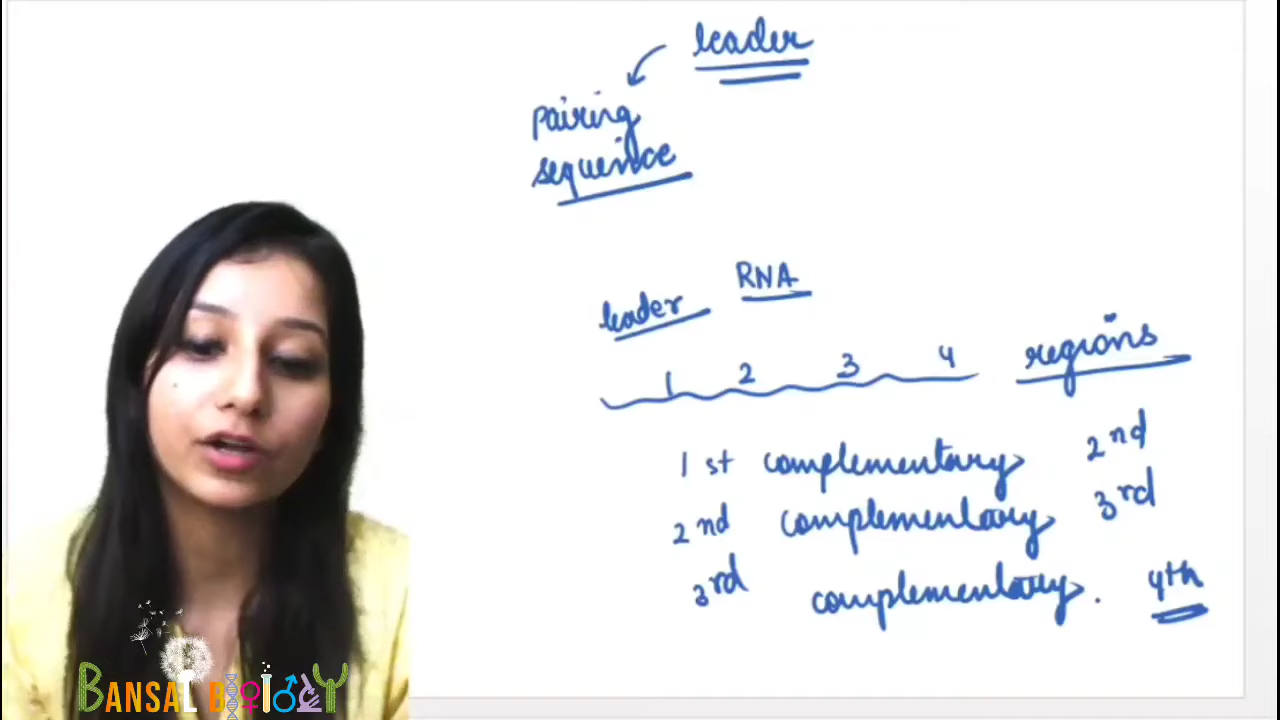 leader
pairing
sequence
RNA
leader
1 2 3 4 regions
1st complementary 2nd
2nd complementary 3rd
3rd complementary. 4th
BANSAL BIOLOGY